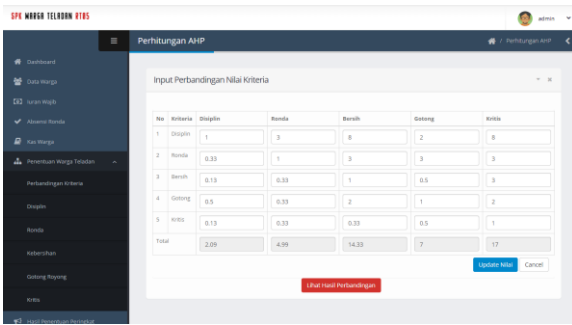 SPK WARGA TELADAN RT05
admin
Perhitungan AHP
/ Perhitungan AHP
Dashboard
Data Warga
Iuran Wajib
Absensi Ronda
Kas Warga
Penentuan Warga Teladan
Perbandingan Kriteria
Disiplin
Ronda
Kebersihan
Gotong Royong
Kritis
Hasil Penentuan Peringkat
Input Perbandingan Nilai Kriteria
No Kriteria Disiplin Ronda Bersih Gotong Kritis
1 Disiplin 1 3 8 2 8
2 Ronda 0.33 1 3 3 3
3 Bersih 0.13 0.33 1 0.5 3
4 Gotong 0.5 0.33 2 1 2
5 Kritis 0.13 0.33 0.33 0.5 1
Total 2.09 4.99 14.33 7 17
Update Nilai Cancel
Lihat Hasil Perbandingan